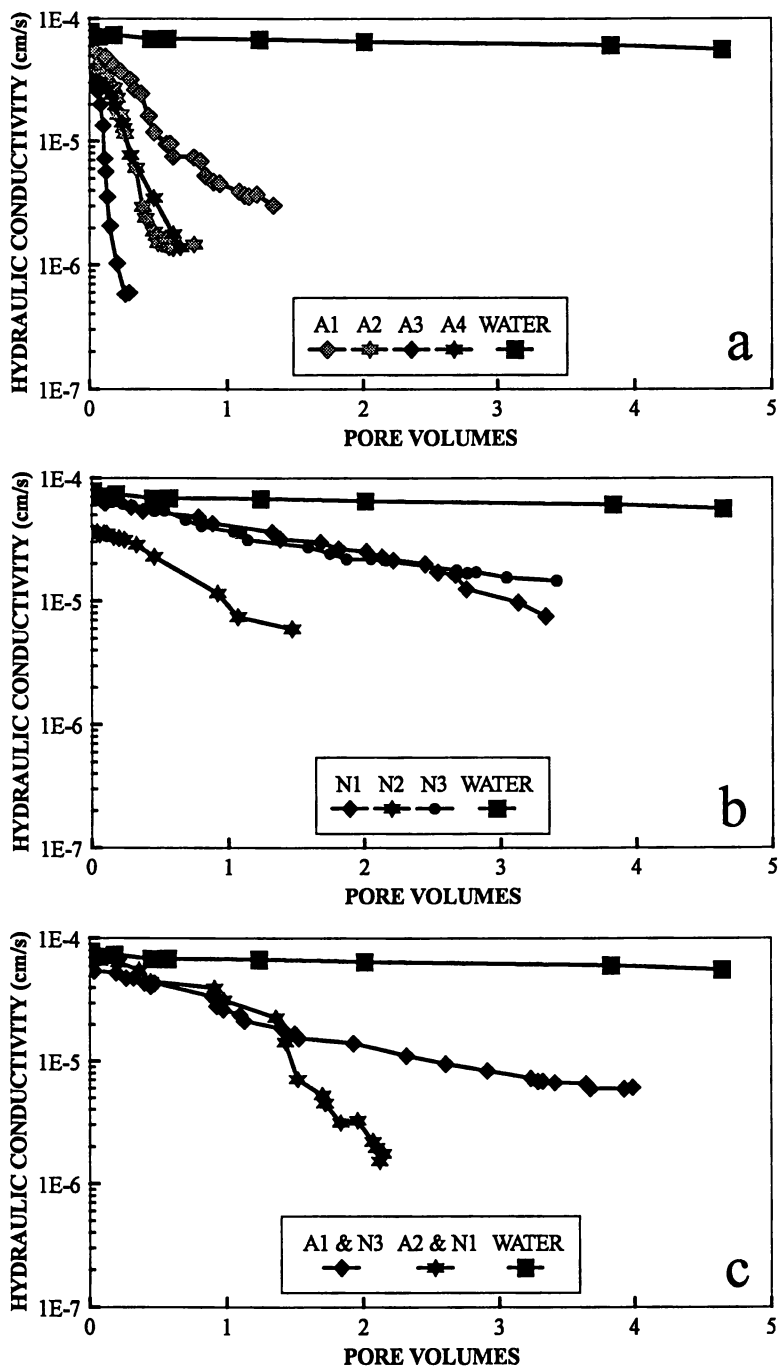 HYDRAULIC CONDUCTIVITY (cm/s)
1E-4
1E-5
1E-6
1E-7
A1 A2 A3 A4 WATER
a
0 1 2 3 4 5
PORE VOLUMES
HYDRAULIC CONDUCTIVITY (cm/s)
1E-4
1E-5
1E-6
1E-7
N1 N2 N3 WATER
b
0 1 2 3 4 5
PORE VOLUMES
HYDRAULIC CONDUCTIVITY (cm/s)
1E-4
1E-5
1E-6
1E-7
A1 & N3 A2 & N1 WATER
c
0 1 2 3 4 5
PORE VOLUMES